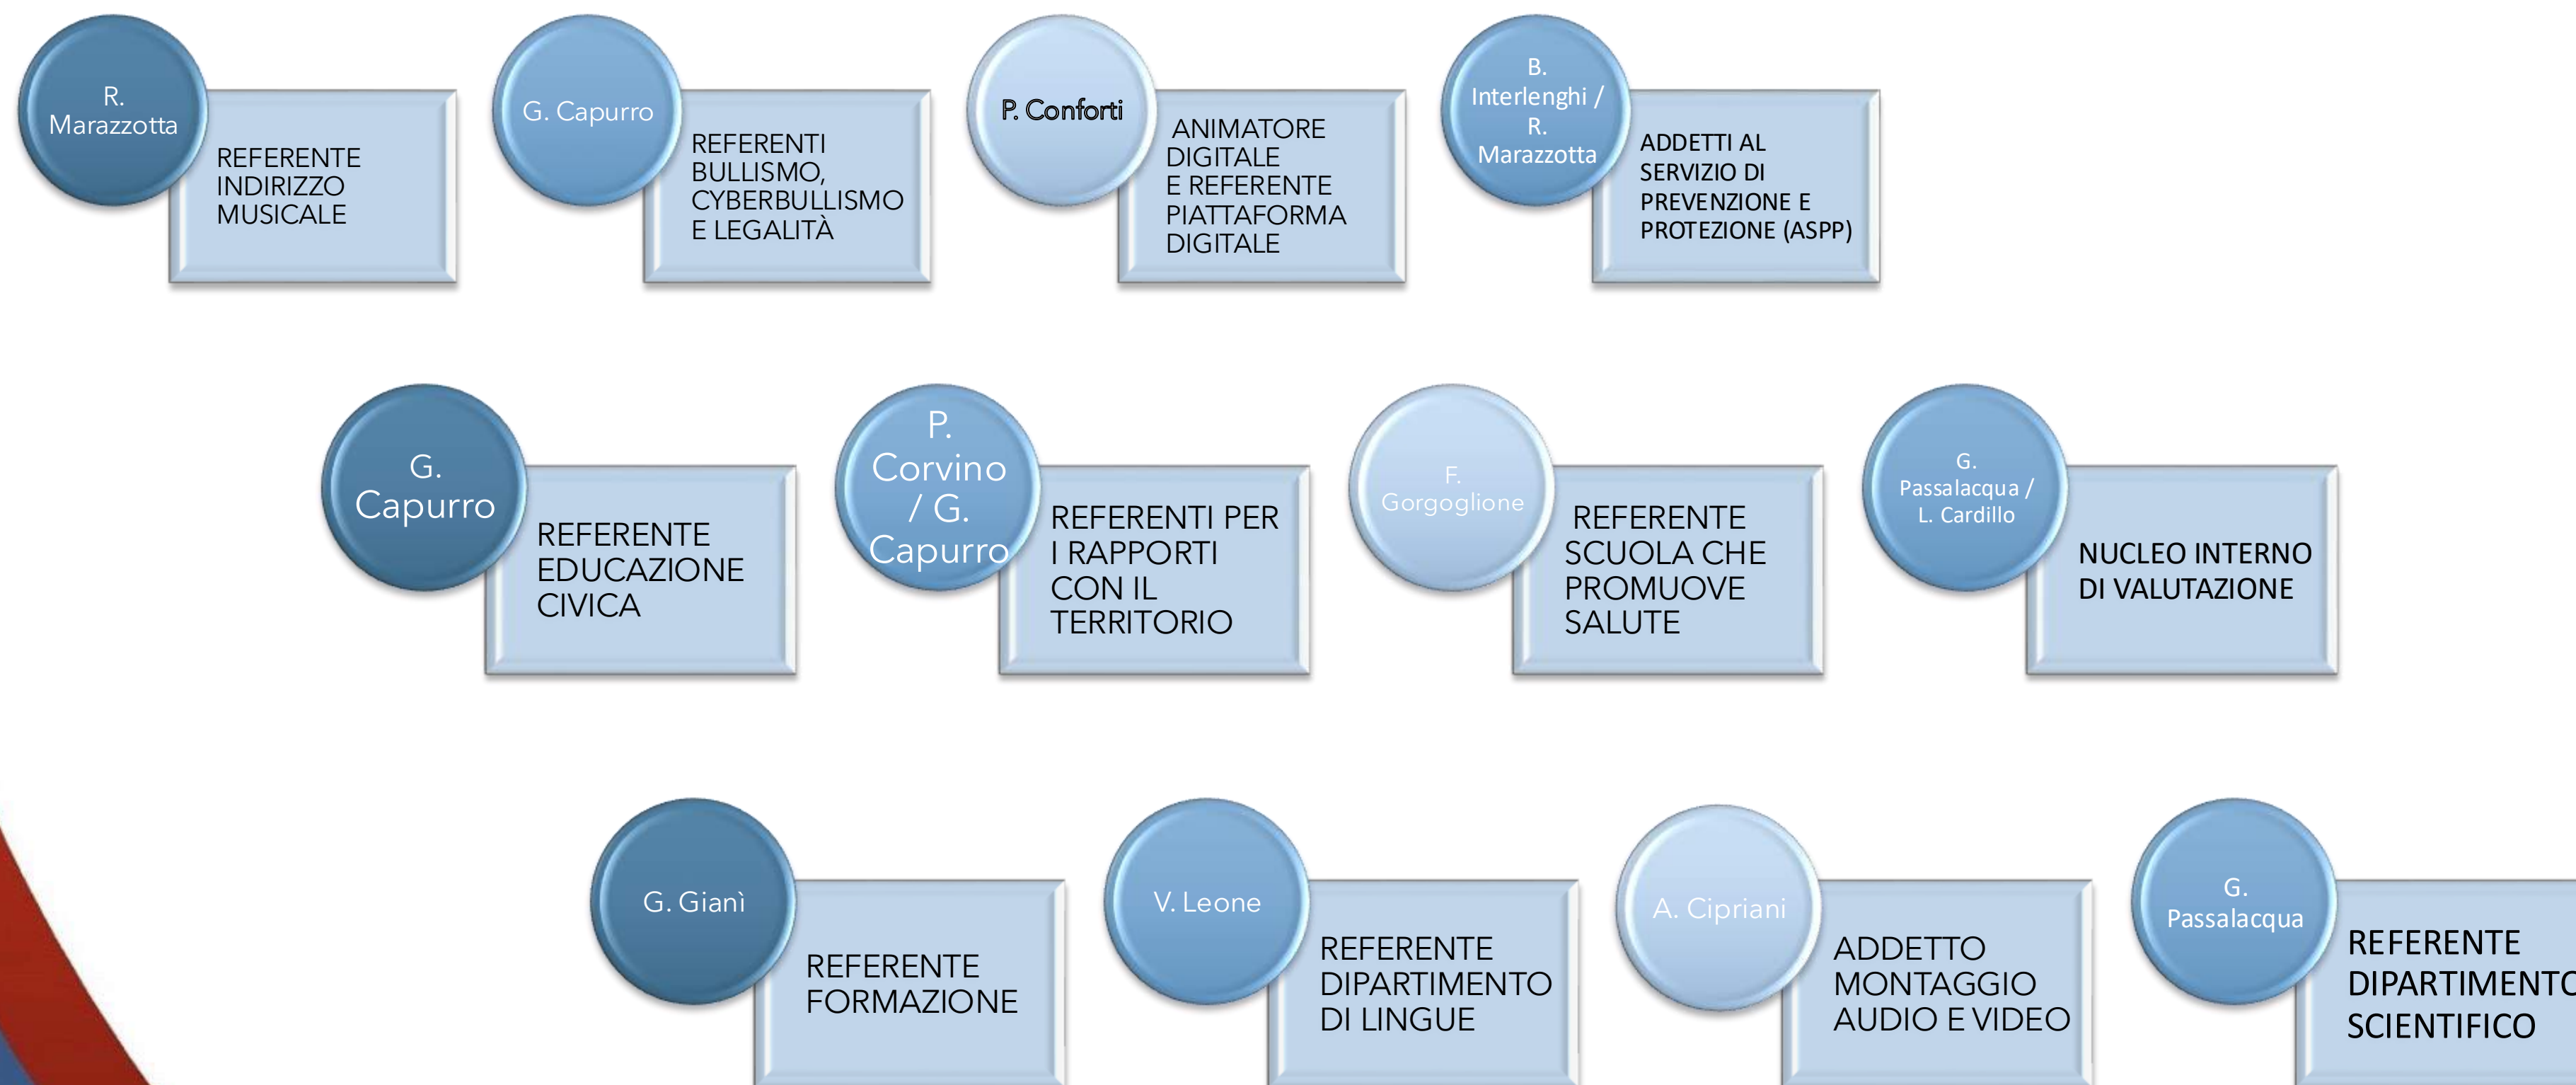 R.
Marazzotta
REFERENTE
INDIRIZZO
MUSICALE
G. Capurro
REFERENTI
BULLISMO,
CYBERBULLISMO
E LEGALITÀ
P. Conforti
ANIMATORE
DIGITALE
E REFERENTE
PIATTAFORMA
DIGITALE
B.
Interlenghi /
R.
Marazzotta
ADDETTI AL
SERVIZIO DI
PREVENZIONE E
PROTEZIONE (ASPP)
G.
Capurro
REFERENTE
EDUCAZIONE
CIVICA
P.
Corvino
/ G.
Capurro
REFERENTI PER
I RAPPORTI
CON IL
TERRITORIO
F.
Gorgoglione
REFERENTE
SCUOLA CHE
PROMUOVE
SALUTE
G.
Passalacqua /
L. Cardillo
NUCLEO INTERNO
DI VALUTAZIONE
G. Gianì
REFERENTE
FORMAZIONE
V. Leone
REFERENTE
DIPARTIMENTO
DI LINGUE
A. Cipriani
ADDETTO
MONTAGGIO
AUDIO E VIDEO
G.
Passalacqua
REFERENTE
DIPARTIMENTO
SCIENTIFICO